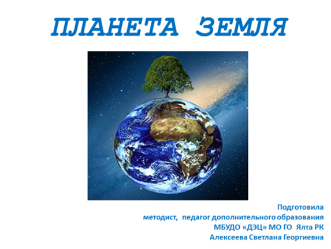 ПЛАНЕТА ЗЕМЛЯ
Подготовила
методист, педагог дополнительного образования
МБУДО «ДЭЦ» МО ГО Ялта РК
Алексеева Светлана Георгиевна